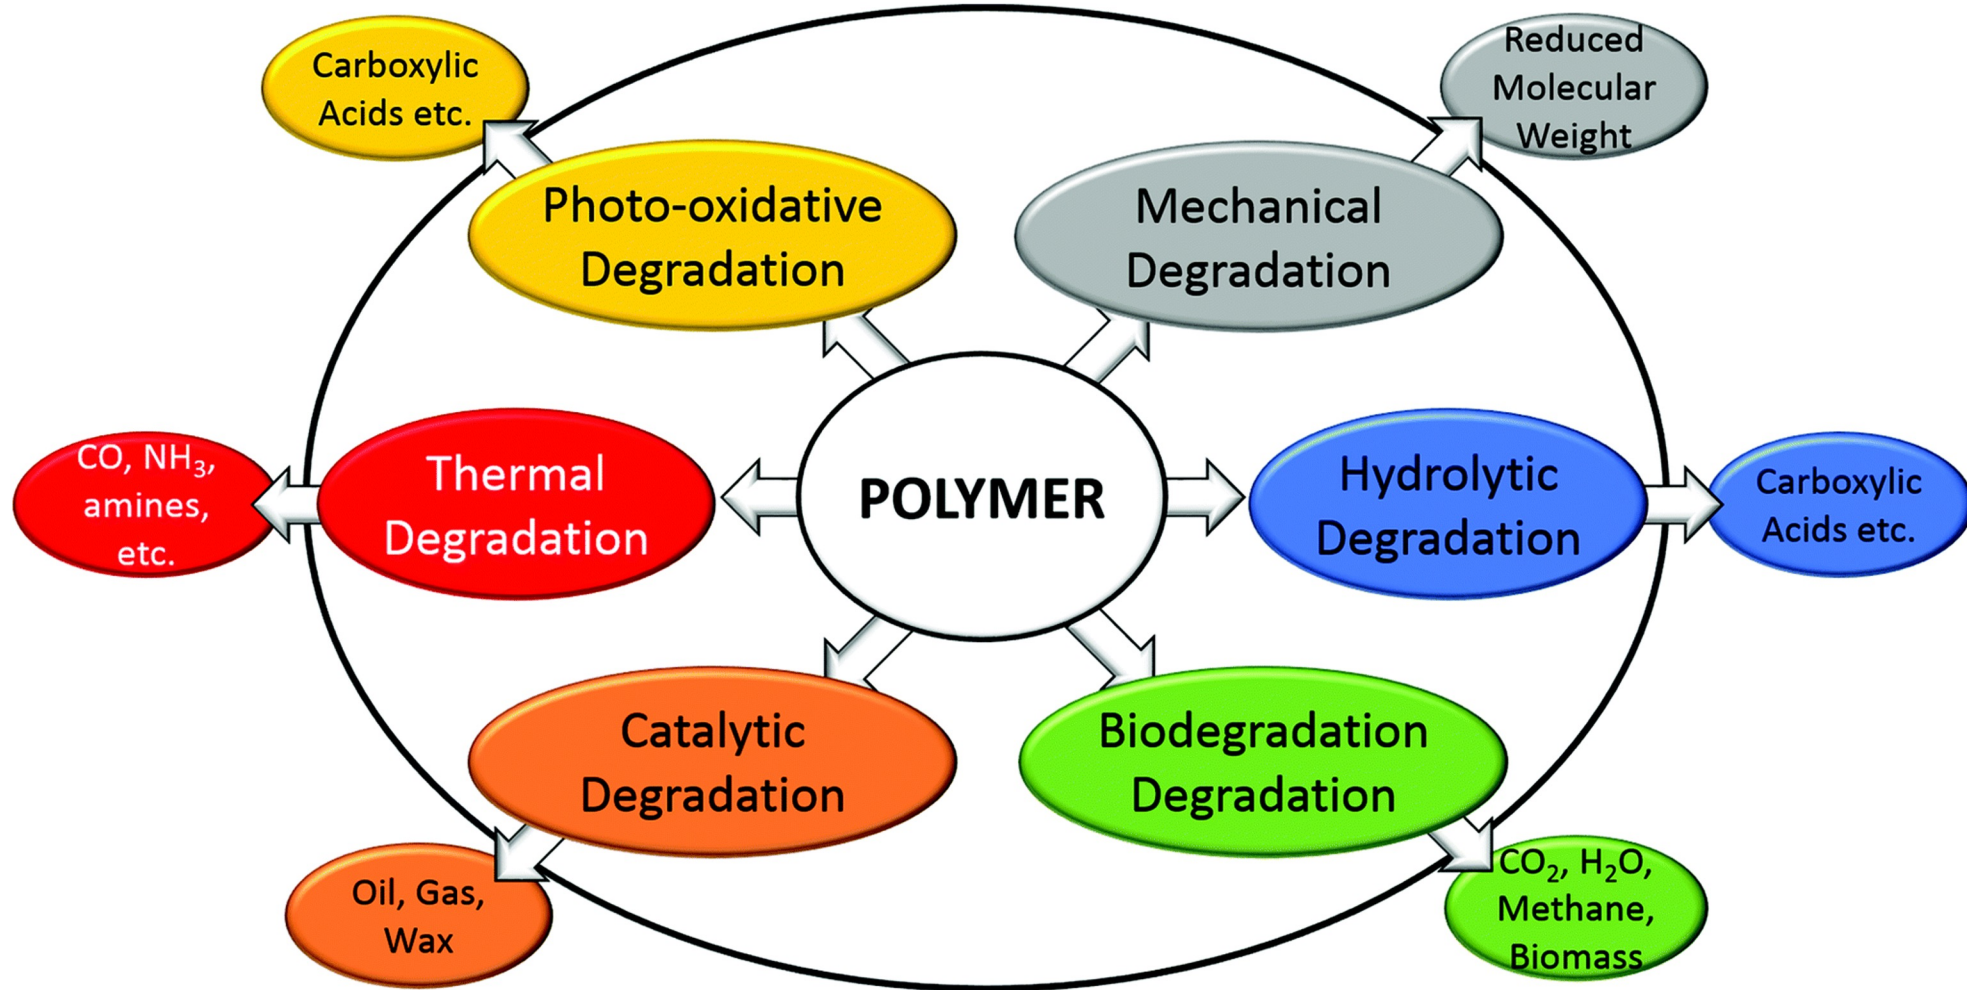 Carboxylic
Acids etc.
Reduced
Molecular
Weight
Photo-oxidative
Degradation
Mechanical
Degradation
CO, NH₃,
amines,
etc.
Thermal
Degradation
POLYMER
Hydrolytic
Degradation
Carboxylic
Acids etc.
Catalytic
Degradation
Biodegradation
Degradation
Oil, Gas,
Wax
CO₂, H₂O,
Methane,
Biomass